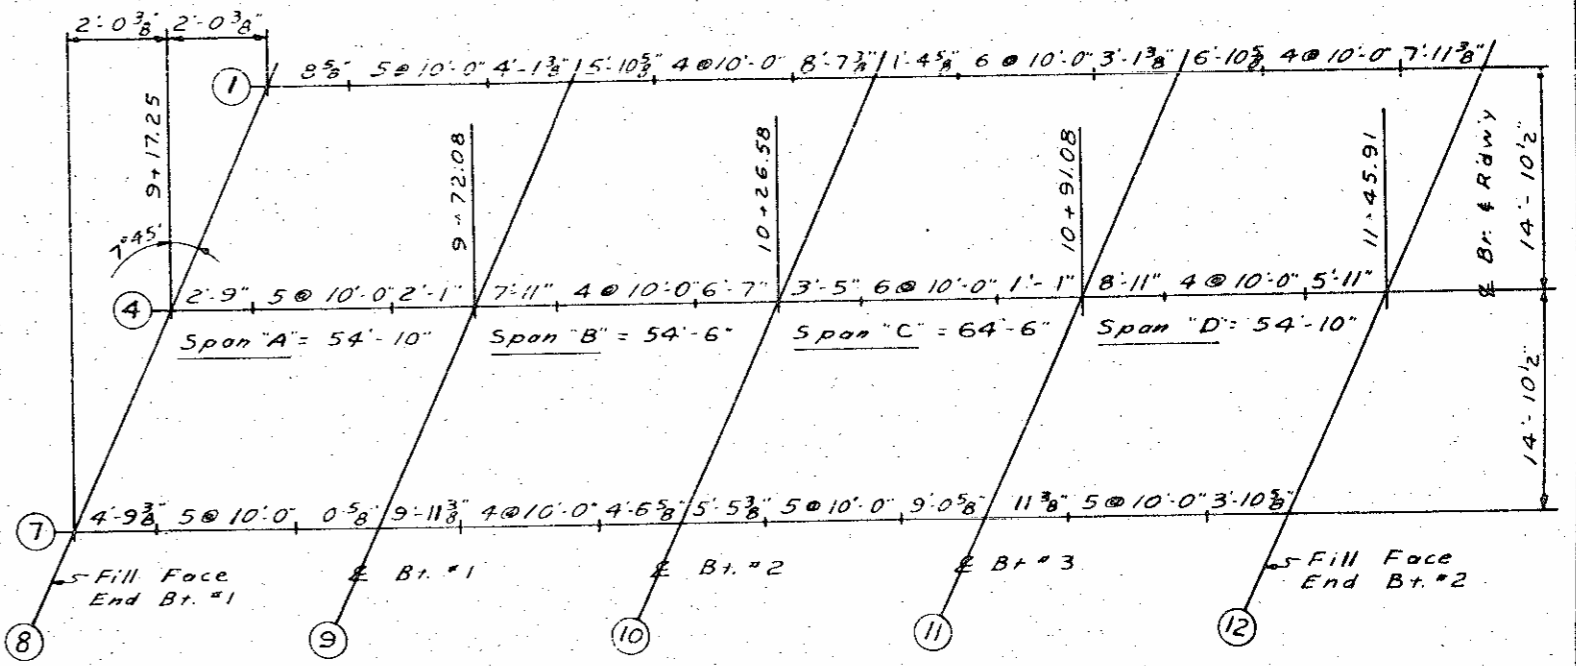 2'-0 3/8" 2'-0 3/8"
1 8 5/8" 5 @ 10'-0" 4'-1 3/8" 5'-10 5/8" 4 @ 10'-0" 8'-7 3/8" 1'-4 5/8" 6 @ 10'-0" 3'-1 3/8" 6'-10 5/8" 4 @ 10'-0" 7'-11 3/8"
9+17.25
9+72.08
10+26.58
10+91.08
11+45.91
℄ Br. & Rdw'y
14'-10 1/2"
7°45'
4 2'-9" 5 @ 10'-0" 2'-1" 7'-11" 4 @ 10'-0" 6'-7" 3'-5" 6 @ 10'-0" 1'-1" 8'-11" 4 @ 10'-0" 5'-11"
Span "A" = 54'-10" Span "B" = 54'-6" Span "C" = 64'-6" Span "D" = 54'-10"
14'-10 1/2"
7 4'-9 3/8" 5 @ 10'-0" 0 5/8" 9'-11 3/8" 4 @ 10'-0" 4'-6 5/8" 5'-5 3/8" 5 @ 10'-0" 9'-0 5/8" 11 3/8" 5 @ 10'-0" 3'-10 5/8"
Fill Face
End Bt. #1
℄ Bt. #1
℄ Bt. #2
℄ Bt #3
Fill Face
End Bt. #2
8 9 10 11 12